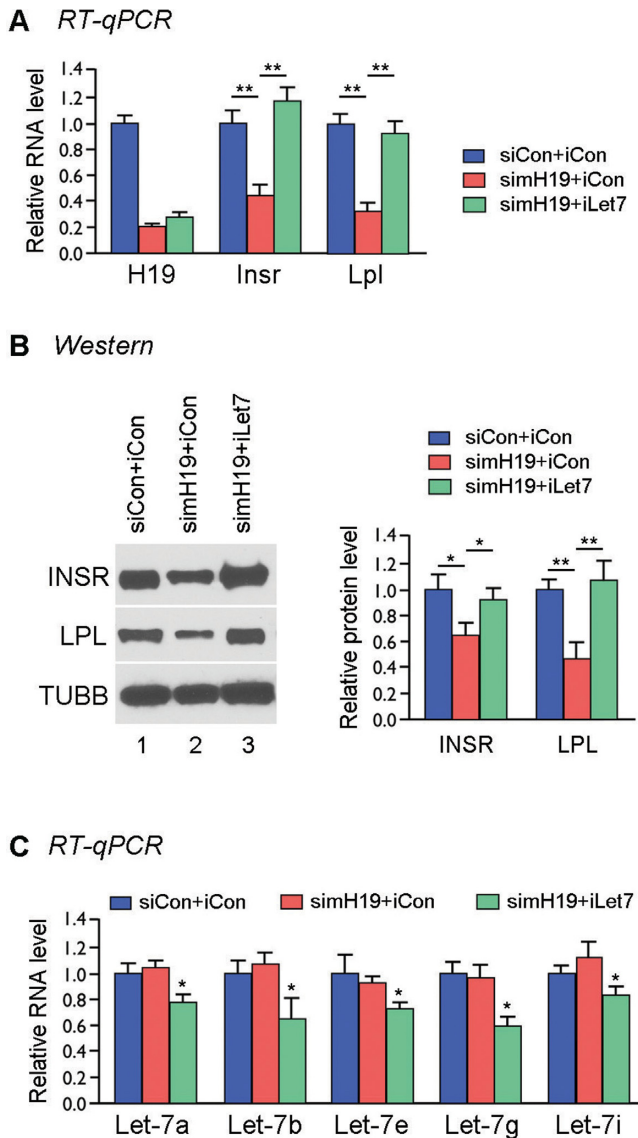 A RT-qPCR
Relative RNA level
1.4
1.2
1.0
0.8
0.6
0.4
0.2
0.0
** **
** **
H19 Insr Lpl
siCon+iCon
simH19+iCon
simH19+iLet7
B Western
siCon+iCon
simH19+iCon
simH19+iLet7
INSR
LPL
TUBB
1 2 3
siCon+iCon
simH19+iCon
simH19+iLet7
Relative protein level
1.4
1.2
1.0
0.8
0.6
0.4
0.2
0.0
* *
** **
INSR LPL
C RT-qPCR
siCon+iCon simH19+iCon simH19+iLet7
Relative RNA level
1.4
1.2
1.0
0.8
0.6
0.4
0.2
0.0
* * * * *
Let-7a Let-7b Let-7e Let-7g Let-7i